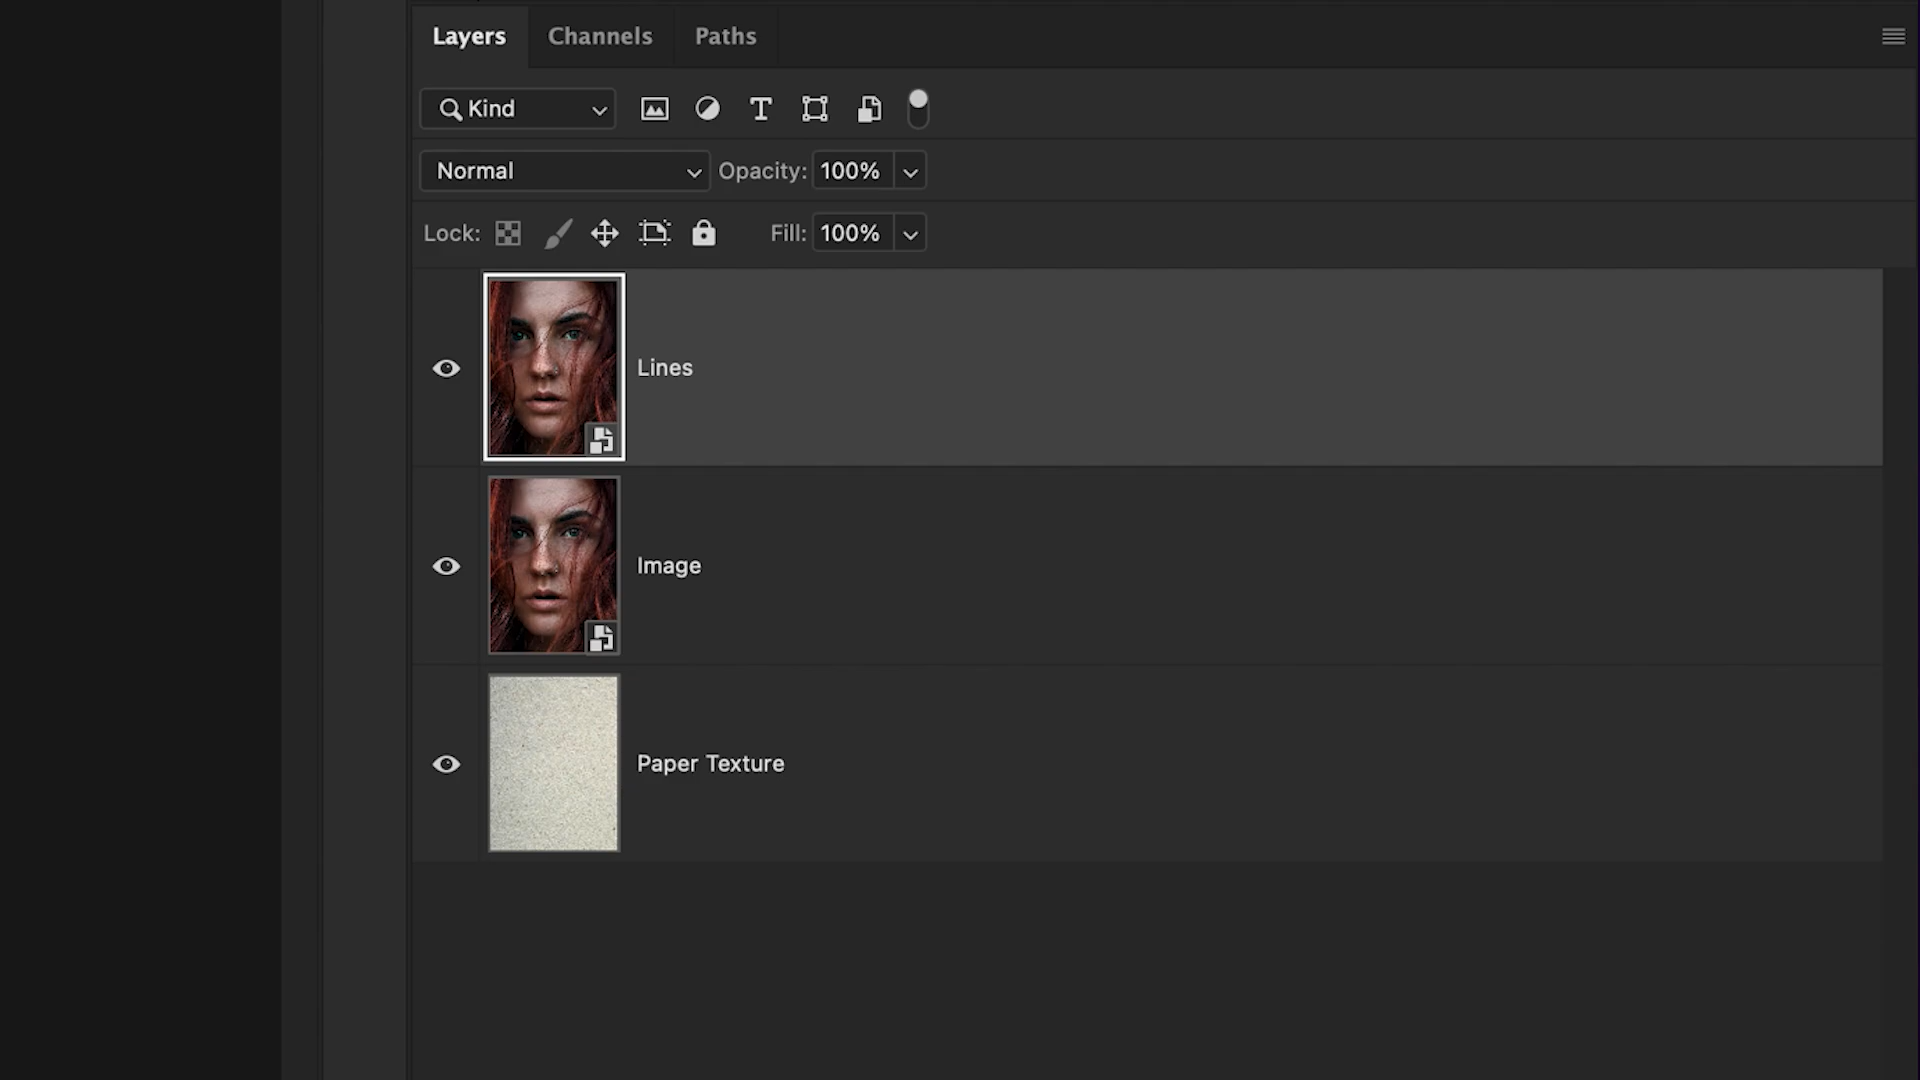 Layers Channels Paths
Kind
Normal Opacity: 100%
Lock: Fill: 100%
Lines
Image
Paper Texture